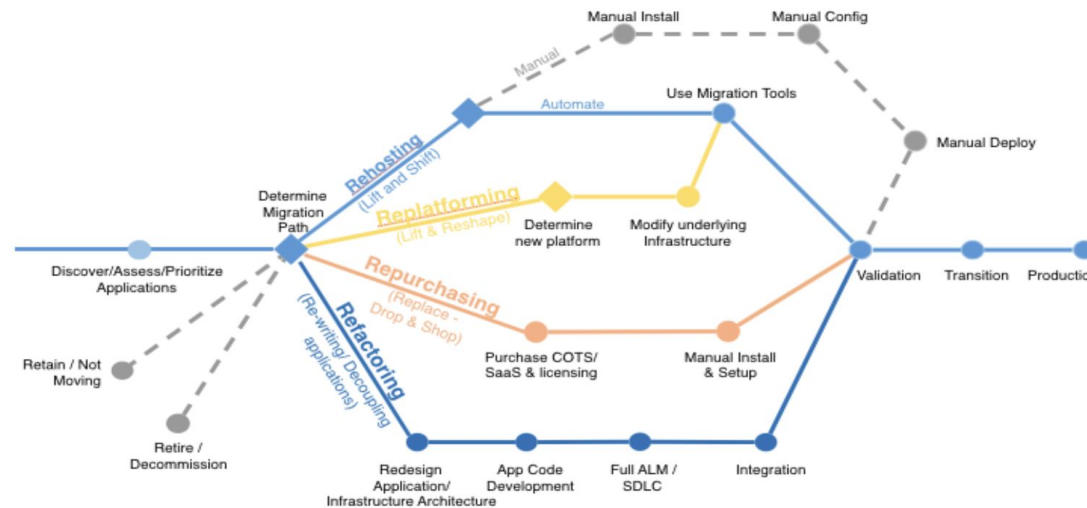 Manual Install
Manual Config
Manual
Automate
Use Migration Tools
Manual Deploy
Rehosting
(Lift and Shift)
Determine
Migration
Path
Replatforming
(Lift & Reshape)
Determine
new platform
Modify underlying
Infrastructure
Discover/Assess/Prioritize
Applications
Repurchasing
(Replace -
Drop & Shop)
Validation
Transition
Productio
Refactoring
(Re-writing/ Decoupling
applications)
Purchase COTS/
SaaS & licensing
Manual Install
& Setup
Retain / Not
Moving
Retire /
Decommission
Redesign
Application/
Infrastructure Architecture
App Code
Development
Full ALM /
SDLC
Integration